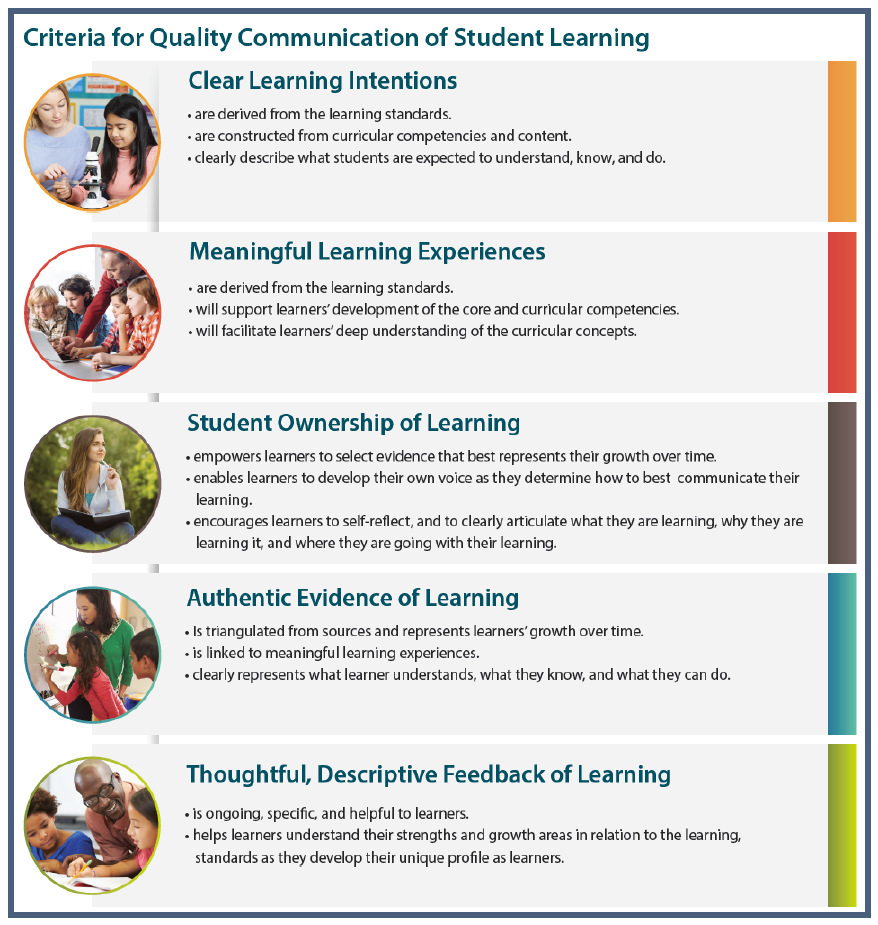 Criteria for Quality Communication of Student Learning
Clear Learning Intentions
• are derived from the learning standards.
• are constructed from curricular competencies and content.
• clearly describe what students are expected to understand, know, and do.
Meaningful Learning Experiences
• are derived from the learning standards.
• will support learners' development of the core and curricular competencies.
• will facilitate learners' deep understanding of the curricular concepts.
Student Ownership of Learning
• empowers learners to select evidence that best represents their growth over time.
• enables learners to develop their own voice as they determine how to best communicate their
learning.
• encourages learners to self-reflect, and to clearly articulate what they are learning, why they are
learning it, and where they are going with their learning.
Authentic Evidence of Learning
• Is triangulated from sources and represents learners' growth over time.
• is linked to meaningful learning experiences.
• clearly represents what learner understands, what they know, and what they can do.
Thoughtful, Descriptive Feedback of Learning
• is ongoing, specific, and helpful to learners.
• helps learners understand their strengths and growth areas in relation to the learning,
standards as they develop their unique profile as learners.